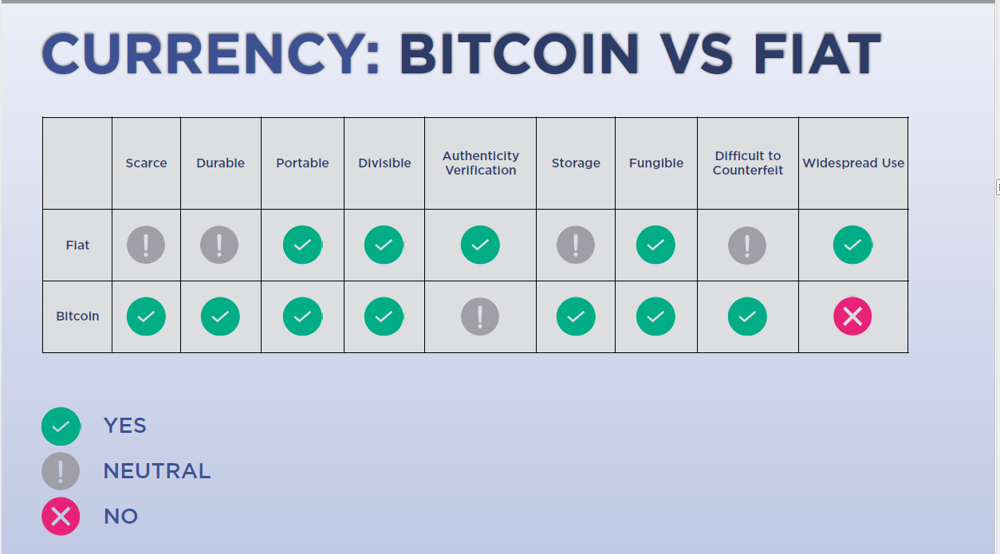 CURRENCY: BITCOIN VS FIAT
Scarce
Durable
Portable
Divisible
Authenticity
Verification
Storage
Fungible
Difficult to
Counterfeit
Widespread Use
Fiat
Bitcoin
YES
NEUTRAL
NO